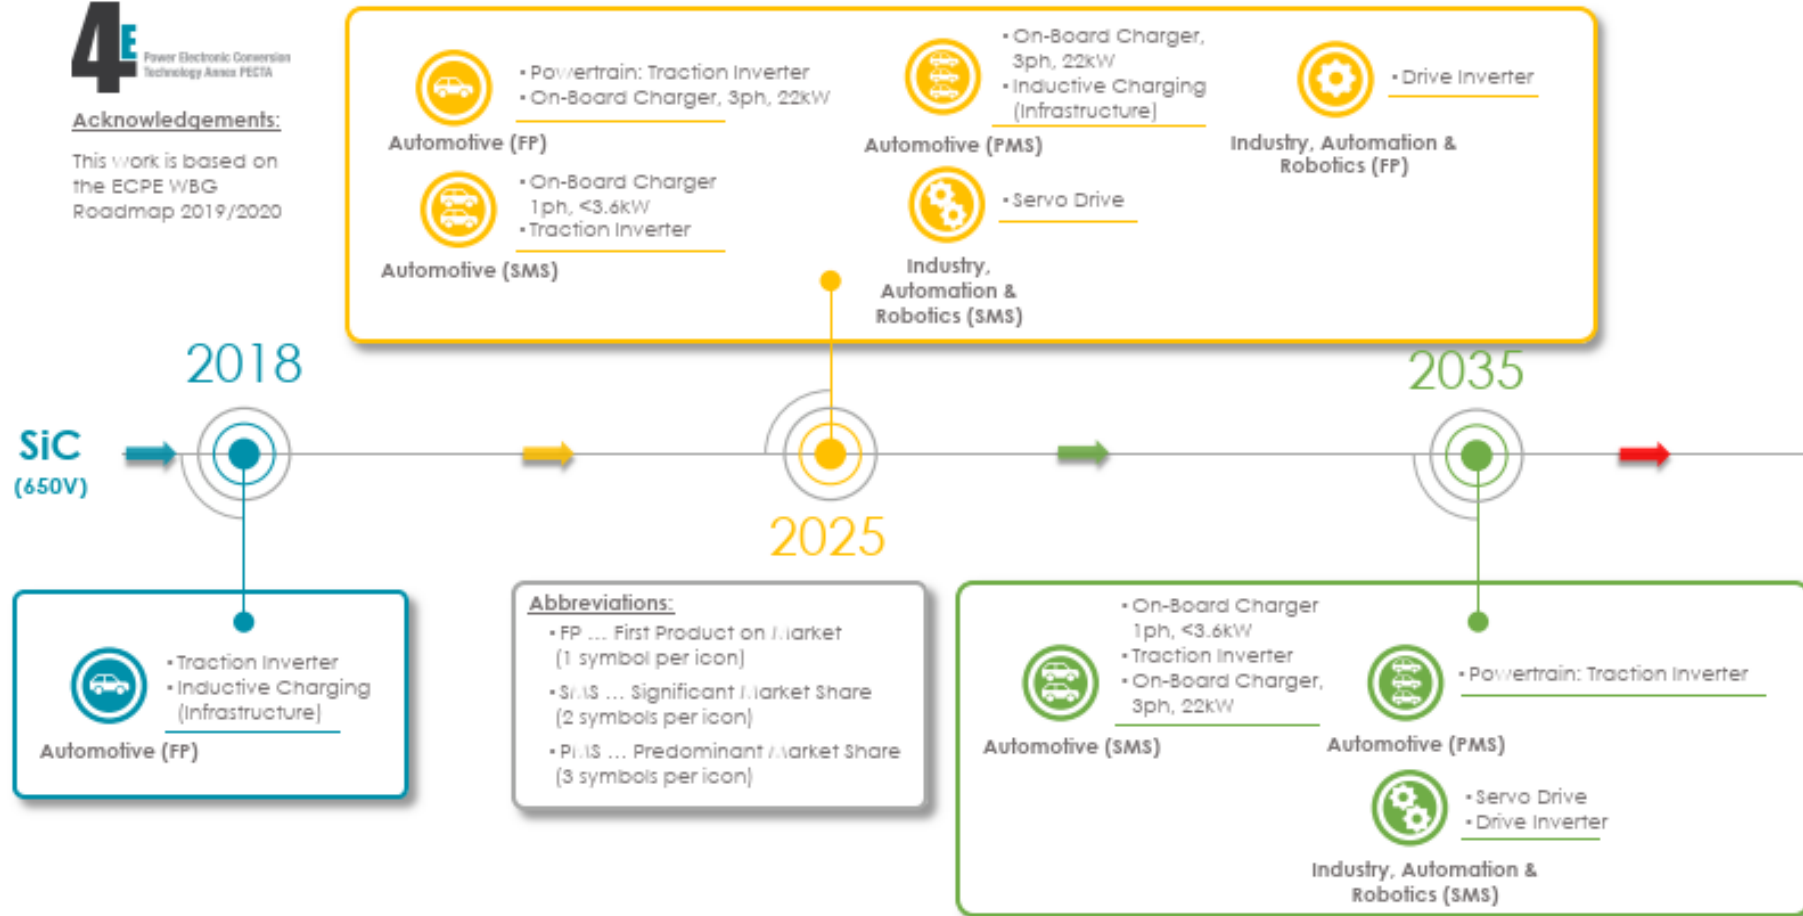 4E
Power Electronic Conversion
Technology Annex PECTA
Acknowledgements:
This work is based on
the ECPE WBG
Roadmap 2019/2020
• Powertrain: Traction Inverter
• On-Board Charger, 3ph, 22kW
Automotive (FP)
• On-Board Charger
1ph, <3.6kW
• Traction Inverter
Automotive (SMS)
• On-Board Charger,
3ph, 22kW
• Inductive Charging
(Infrastructure)
Automotive (PMS)
• Servo Drive
Industry,
Automation &
Robotics (SMS)
• Drive Inverter
Industry, Automation &
Robotics (FP)
2018
2035
SiC
(650V)
2025
• Traction Inverter
• Inductive Charging
(Infrastructure)
Automotive (FP)
Abbreviations:
• FP ... First Product on Market
(1 symbol per icon)
• SMS ... Significant Market Share
(2 symbols per icon)
• PMS ... Predominant Market Share
(3 symbols per icon)
• On-Board Charger
1ph, <3.6kW
• Traction Inverter
• On-Board Charger,
3ph, 22kW
Automotive (SMS)
• Powertrain: Traction Inverter
Automotive (PMS)
• Servo Drive
• Drive Inverter
Industry, Automation &
Robotics (SMS)